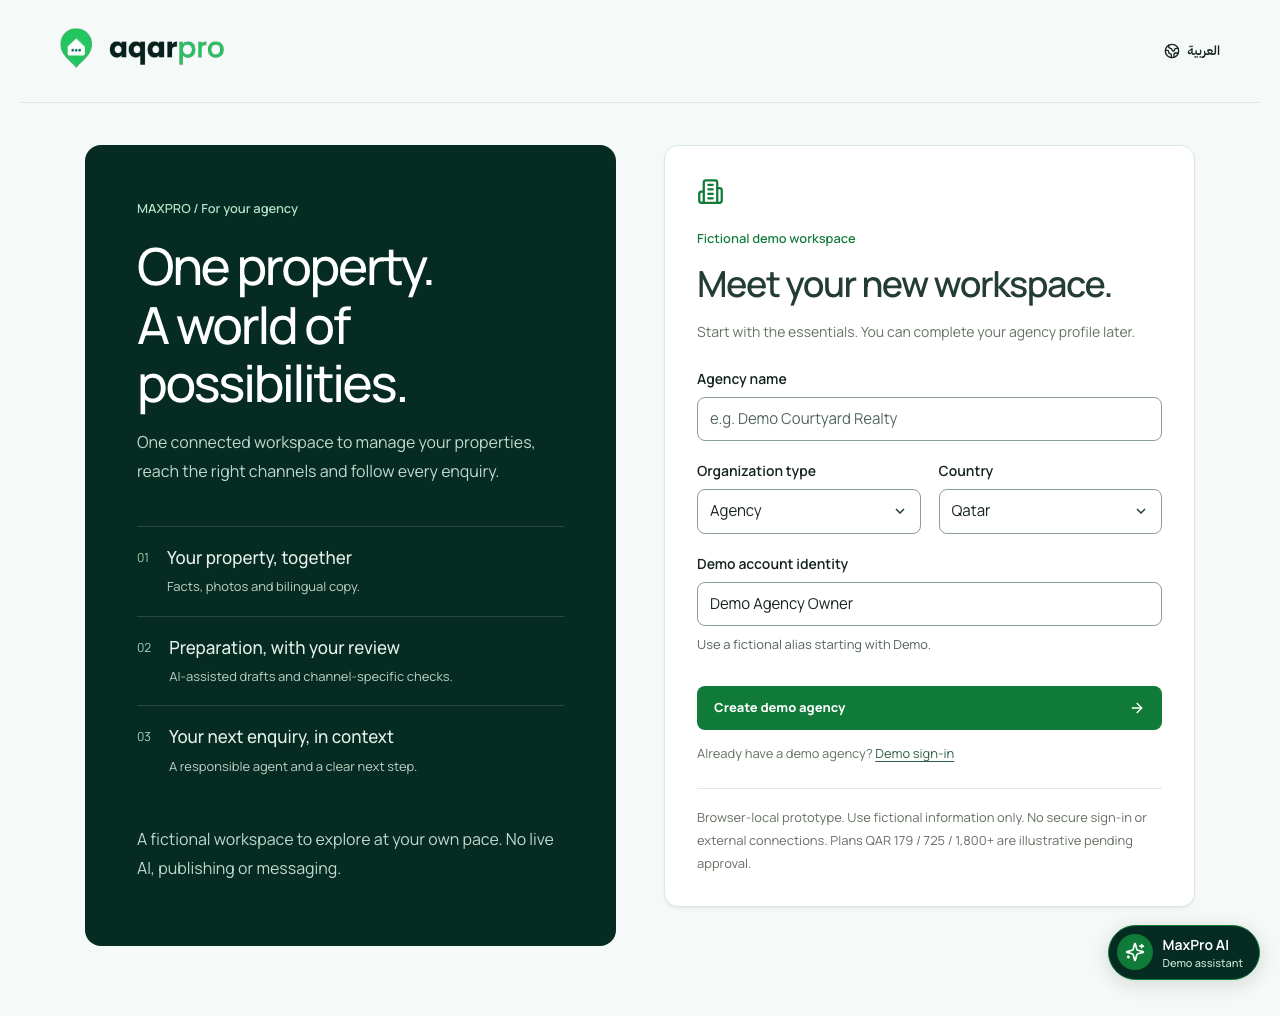 aqarpro
العربية
MAXPRO / For your agency
One property.
A world of
possibilities.
One connected workspace to manage your properties,
reach the right channels and follow every enquiry.
01 Your property, together
Facts, photos and bilingual copy.
02 Preparation, with your review
AI-assisted drafts and channel-specific checks.
03 Your next enquiry, in context
A responsible agent and a clear next step.
A fictional workspace to explore at your own pace. No live
AI, publishing or messaging.
Fictional demo workspace
Meet your new workspace.
Start with the essentials. You can complete your agency profile later.
Agency name
e.g. Demo Courtyard Realty
Organization type Country
Agency Qatar
Demo account identity
Demo Agency Owner
Use a fictional alias starting with Demo.
Create demo agency
Already have a demo agency? Demo sign-in
Browser-local prototype. Use fictional information only. No secure sign-in or
external connections. Plans QAR 179 / 725 / 1,800+ are illustrative pending
approval.
MaxPro AI
Demo assistant